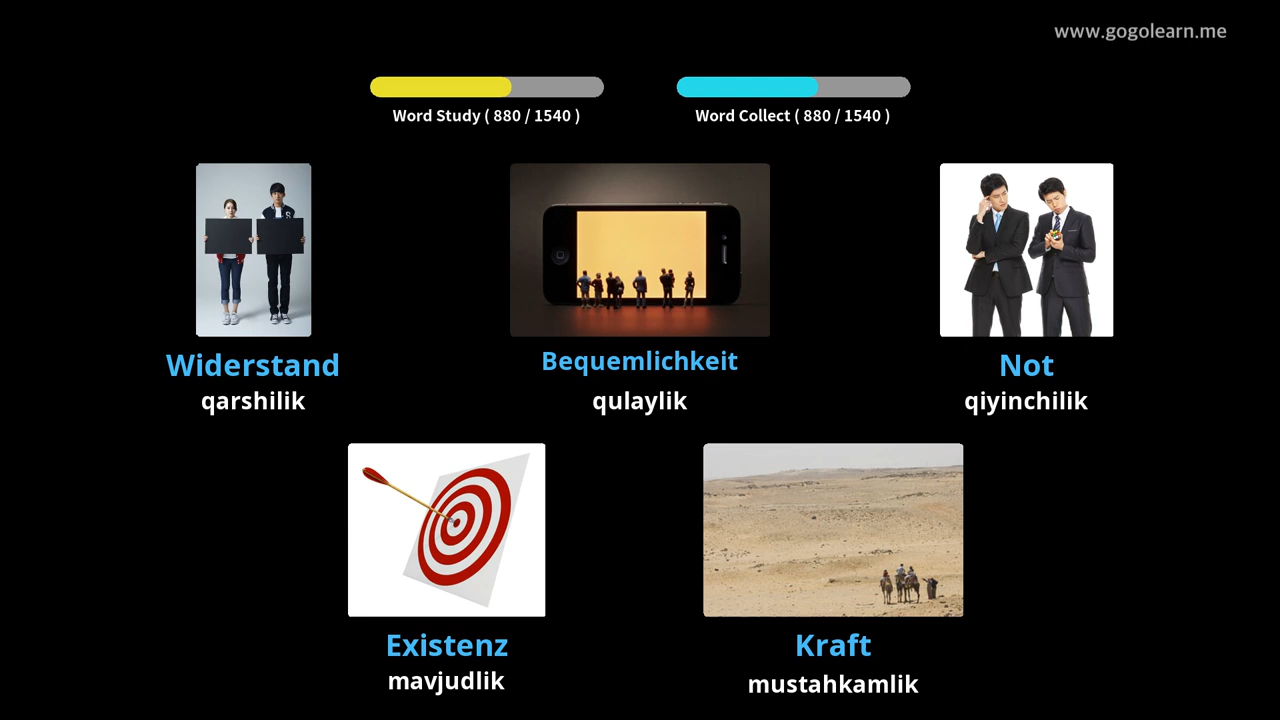 www.gogolearn.me
Word Study ( 880 / 1540 )
Word Collect ( 880 / 1540 )
Widerstand
qarshilik
Bequemlichkeit
qulaylik
Not
qiyinchilik
Existenz
mavjudlik
Kraft
mustahkamlik